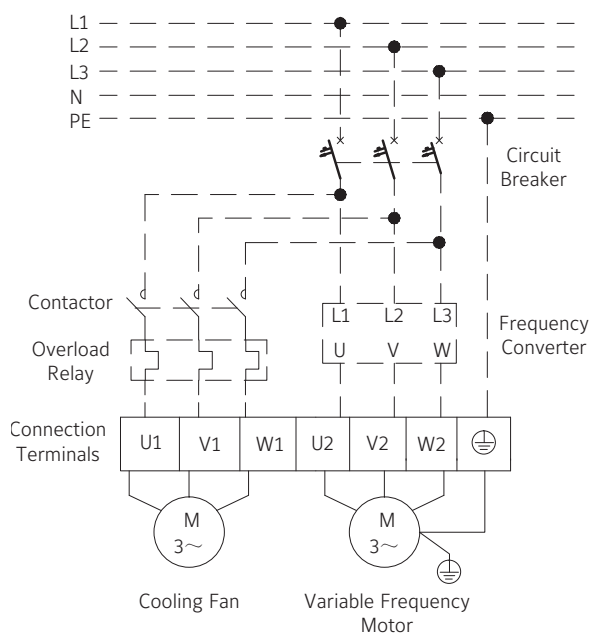 L1
L2
L3
N
PE
Circuit
Breaker
Contactor
Overload
Relay
L1 L2 L3
U V W
Frequency
Converter
Connection
Terminals
U1 V1 W1 U2 V2 W2
M
3～
M
3～
Cooling Fan
Variable Frequency
Motor